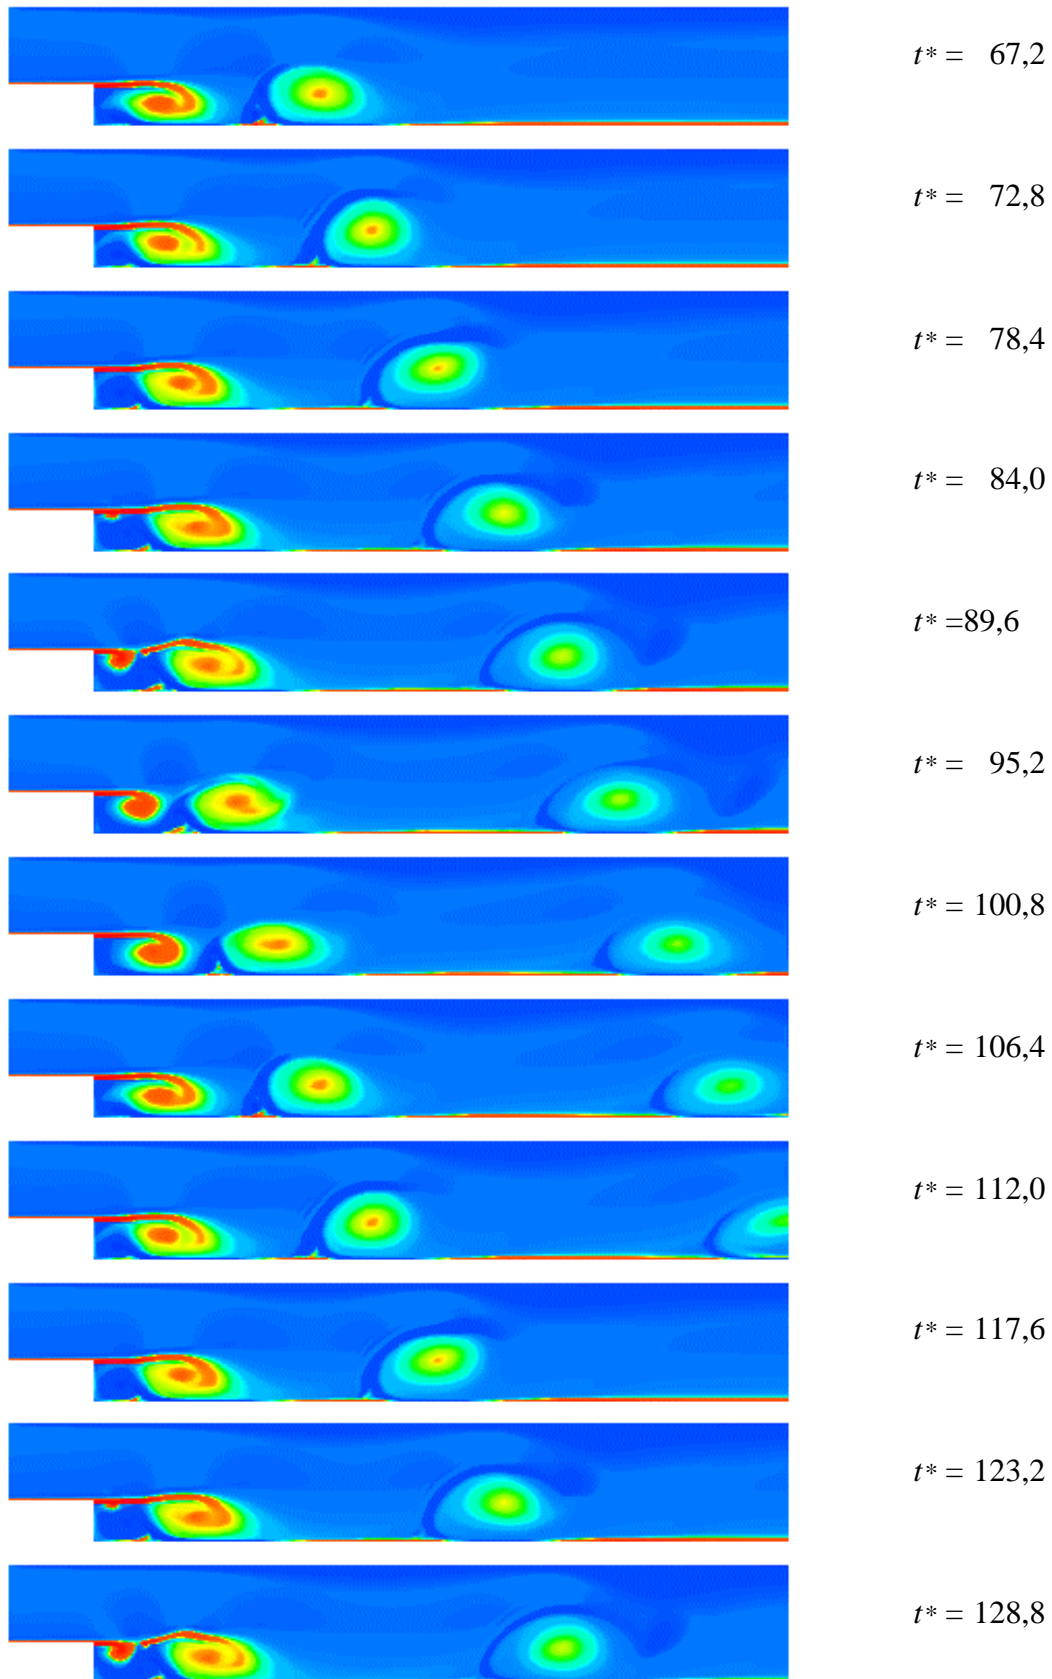 t* = 67,2
t* = 72,8
t* = 78,4
t* = 84,0
t* =89,6
t* = 95,2
t* = 100,8
t* = 106,4
t* = 112,0
t* = 117,6
t* = 123,2
t* = 128,8